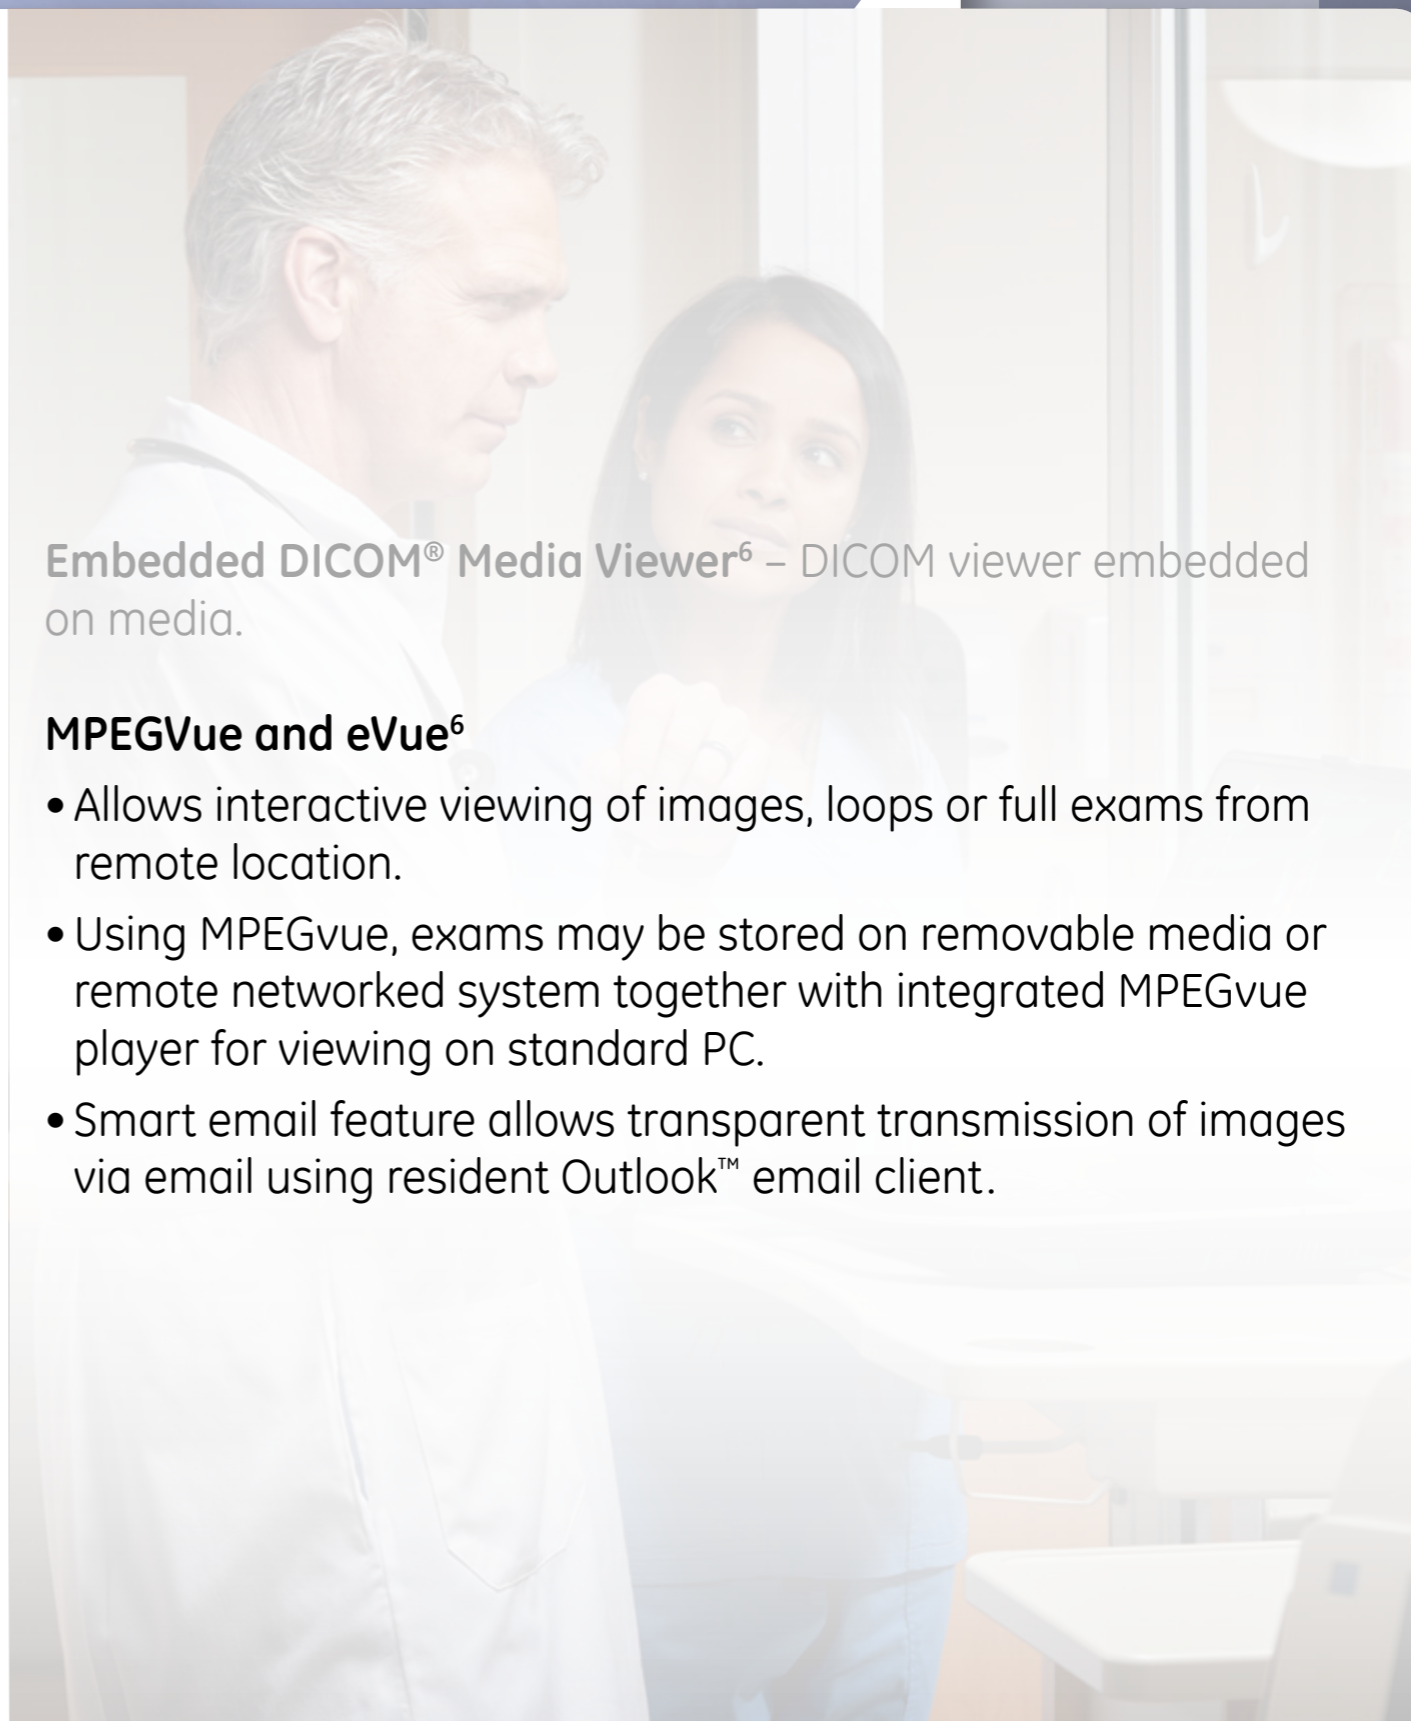 Embedded DICOM® Media Viewer⁶ – DICOM viewer embedded
on media.
MPEGVue and eVue⁶
• Allows interactive viewing of images, loops or full exams from
remote location.
• Using MPEGvue, exams may be stored on removable media or
remote networked system together with integrated MPEGvue
player for viewing on standard PC.
• Smart email feature allows transparent transmission of images
via email using resident Outlook™ email client.